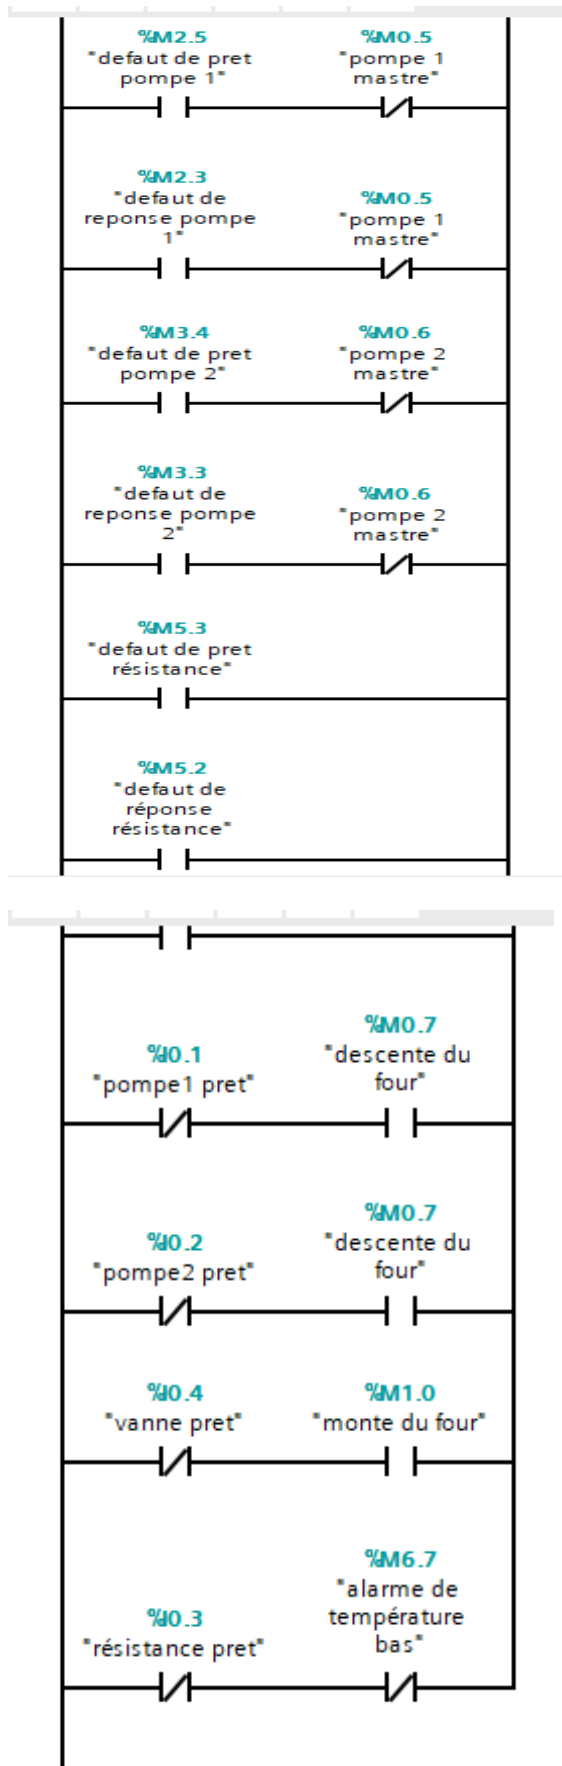 %M2.5 %M0.5
"defaut de pret "pompe 1
pompe 1" mastre"
%M2.3
"defaut de %M0.5
reponse pompe "pompe 1
1" mastre"
%M3.4 %M0.6
"defaut de pret "pompe 2
pompe 2" mastre"
%M3.3
"defaut de %M0.6
reponse pompe "pompe 2
2" mastre"
%M5.3
"defaut de pret
résistance"
%M5.2
"defaut de
réponse
résistance"
%M0.7
%I0.1 "descente du
"pompe1 pret" four"
%M0.7
%I0.2 "descente du
"pompe2 pret" four"
%I0.4 %M1.0
"vanne pret" "monte du four"
%M6.7
"alarme de
%I0.3 température
"résistance pret" bas"